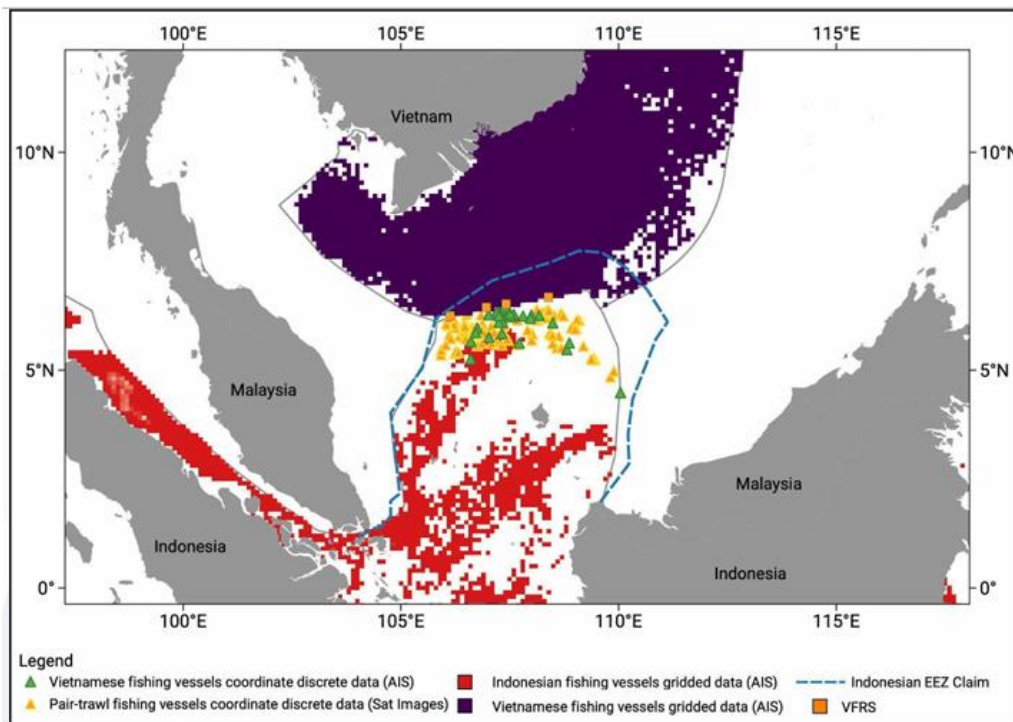 100°E 105°E 110°E 115°E
Vietnam
10°N 10°N
5°N 5°N
Malaysia
Malaysia
Indonesia
Indonesia
0° 0°
100°E 105°E 110°E 115°E
Legend
Vietnamese fishing vessels coordinate discrete data (AIS) Indonesian fishing vessels gridded data (AIS) Indonesian EEZ Claim
Pair-trawl fishing vessels coordinate discrete data (Sat Images) Vietnamese fishing vessels gridded data (AIS) VFRS